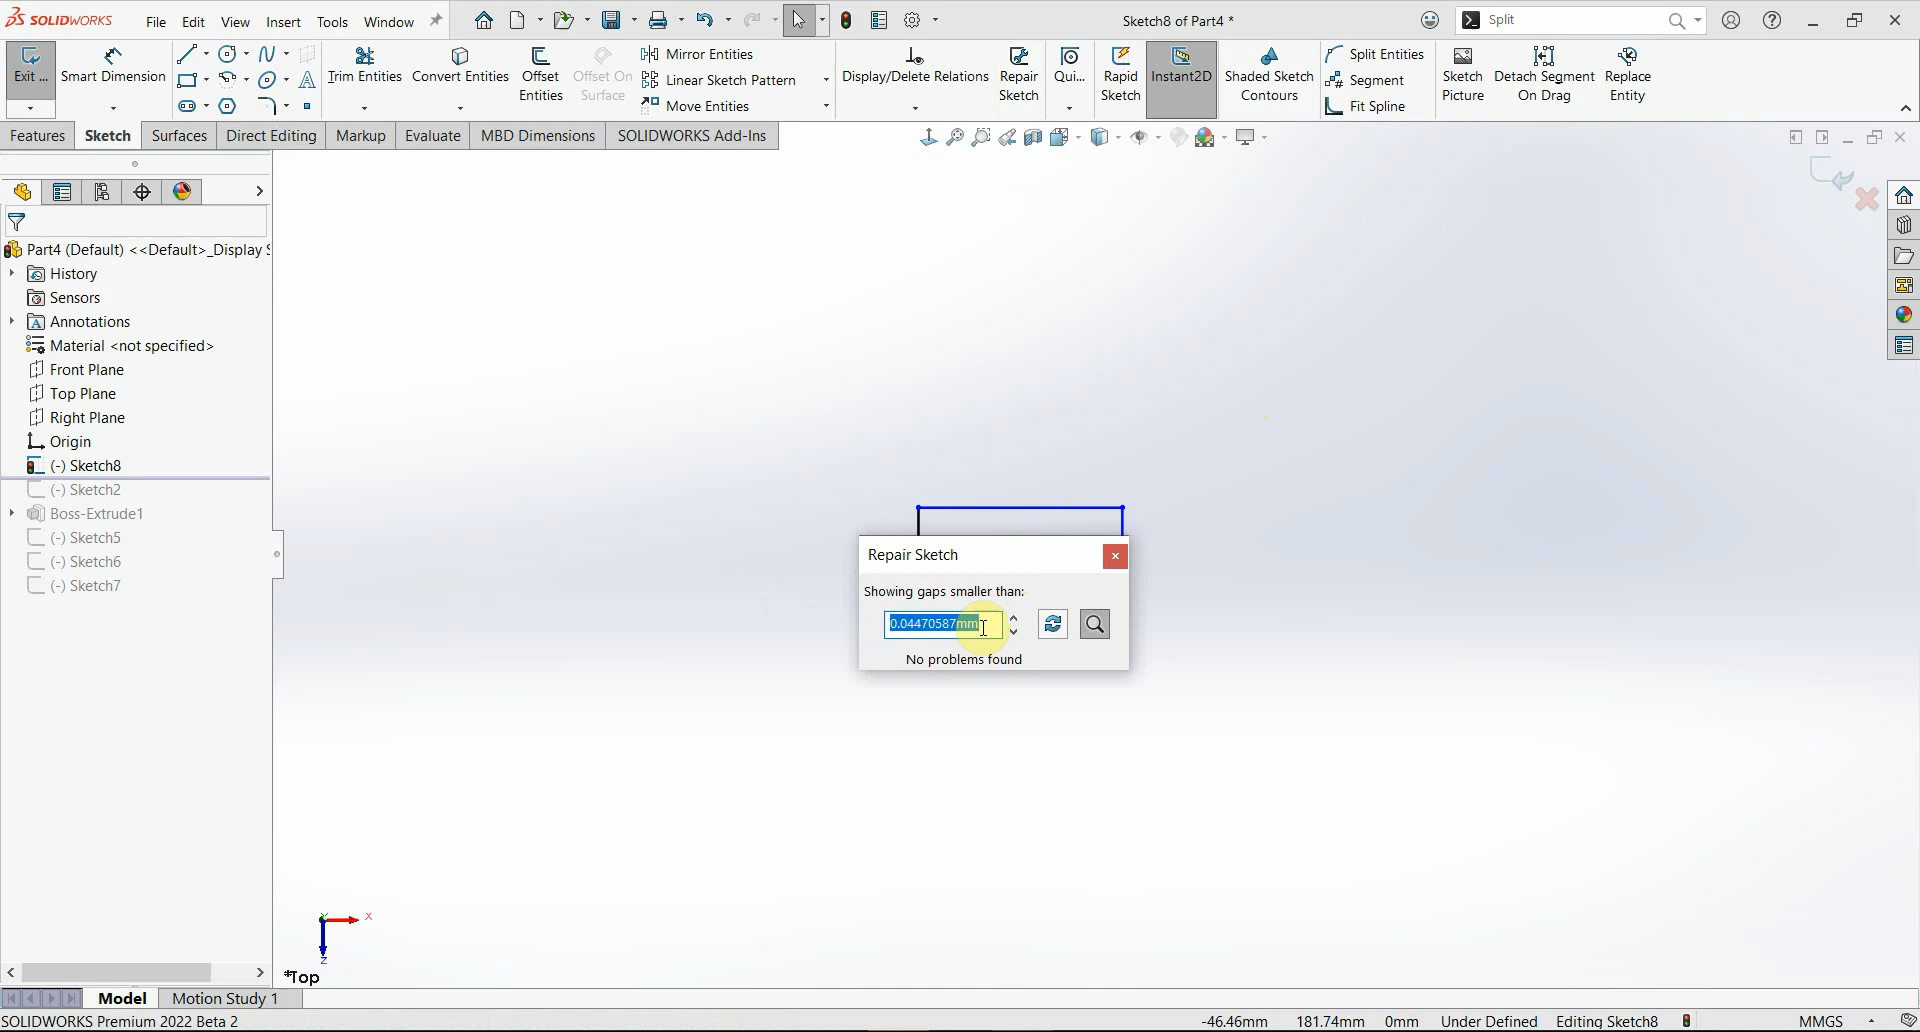 SOLIDWORKS File Edit View Insert Tools Window Sketch8 of Part4 * Split
Exit ... Smart Dimension Trim Entities Convert Entities Offset Entities Offset On Surface Mirror Entities Linear Sketch Pattern Move Entities Display/Delete Relations Repair Sketch Qui... Rapid Sketch Instant2D Shaded Sketch Contours Split Entities Segment Fit Spline Sketch Picture Detach Segment On Drag Replace Entity
Features Sketch Surfaces Direct Editing Markup Evaluate MBD Dimensions SOLIDWORKS Add-Ins
Part4 (Default) <<Default>_Display
History
Sensors
Annotations
Material <not specified>
Front Plane
Top Plane
Right Plane
Origin
(-) Sketch8
(-) Sketch2
Boss-Extrude1
(-) Sketch5
(-) Sketch6
(-) Sketch7
Repair Sketch
Showing gaps smaller than:
0.04470587mm
No problems found
X
Z
*Top
Model Motion Study 1
SOLIDWORKS Premium 2022 Beta 2 -46.46mm 181.74mm 0mm Under Defined Editing Sketch8 MMGS